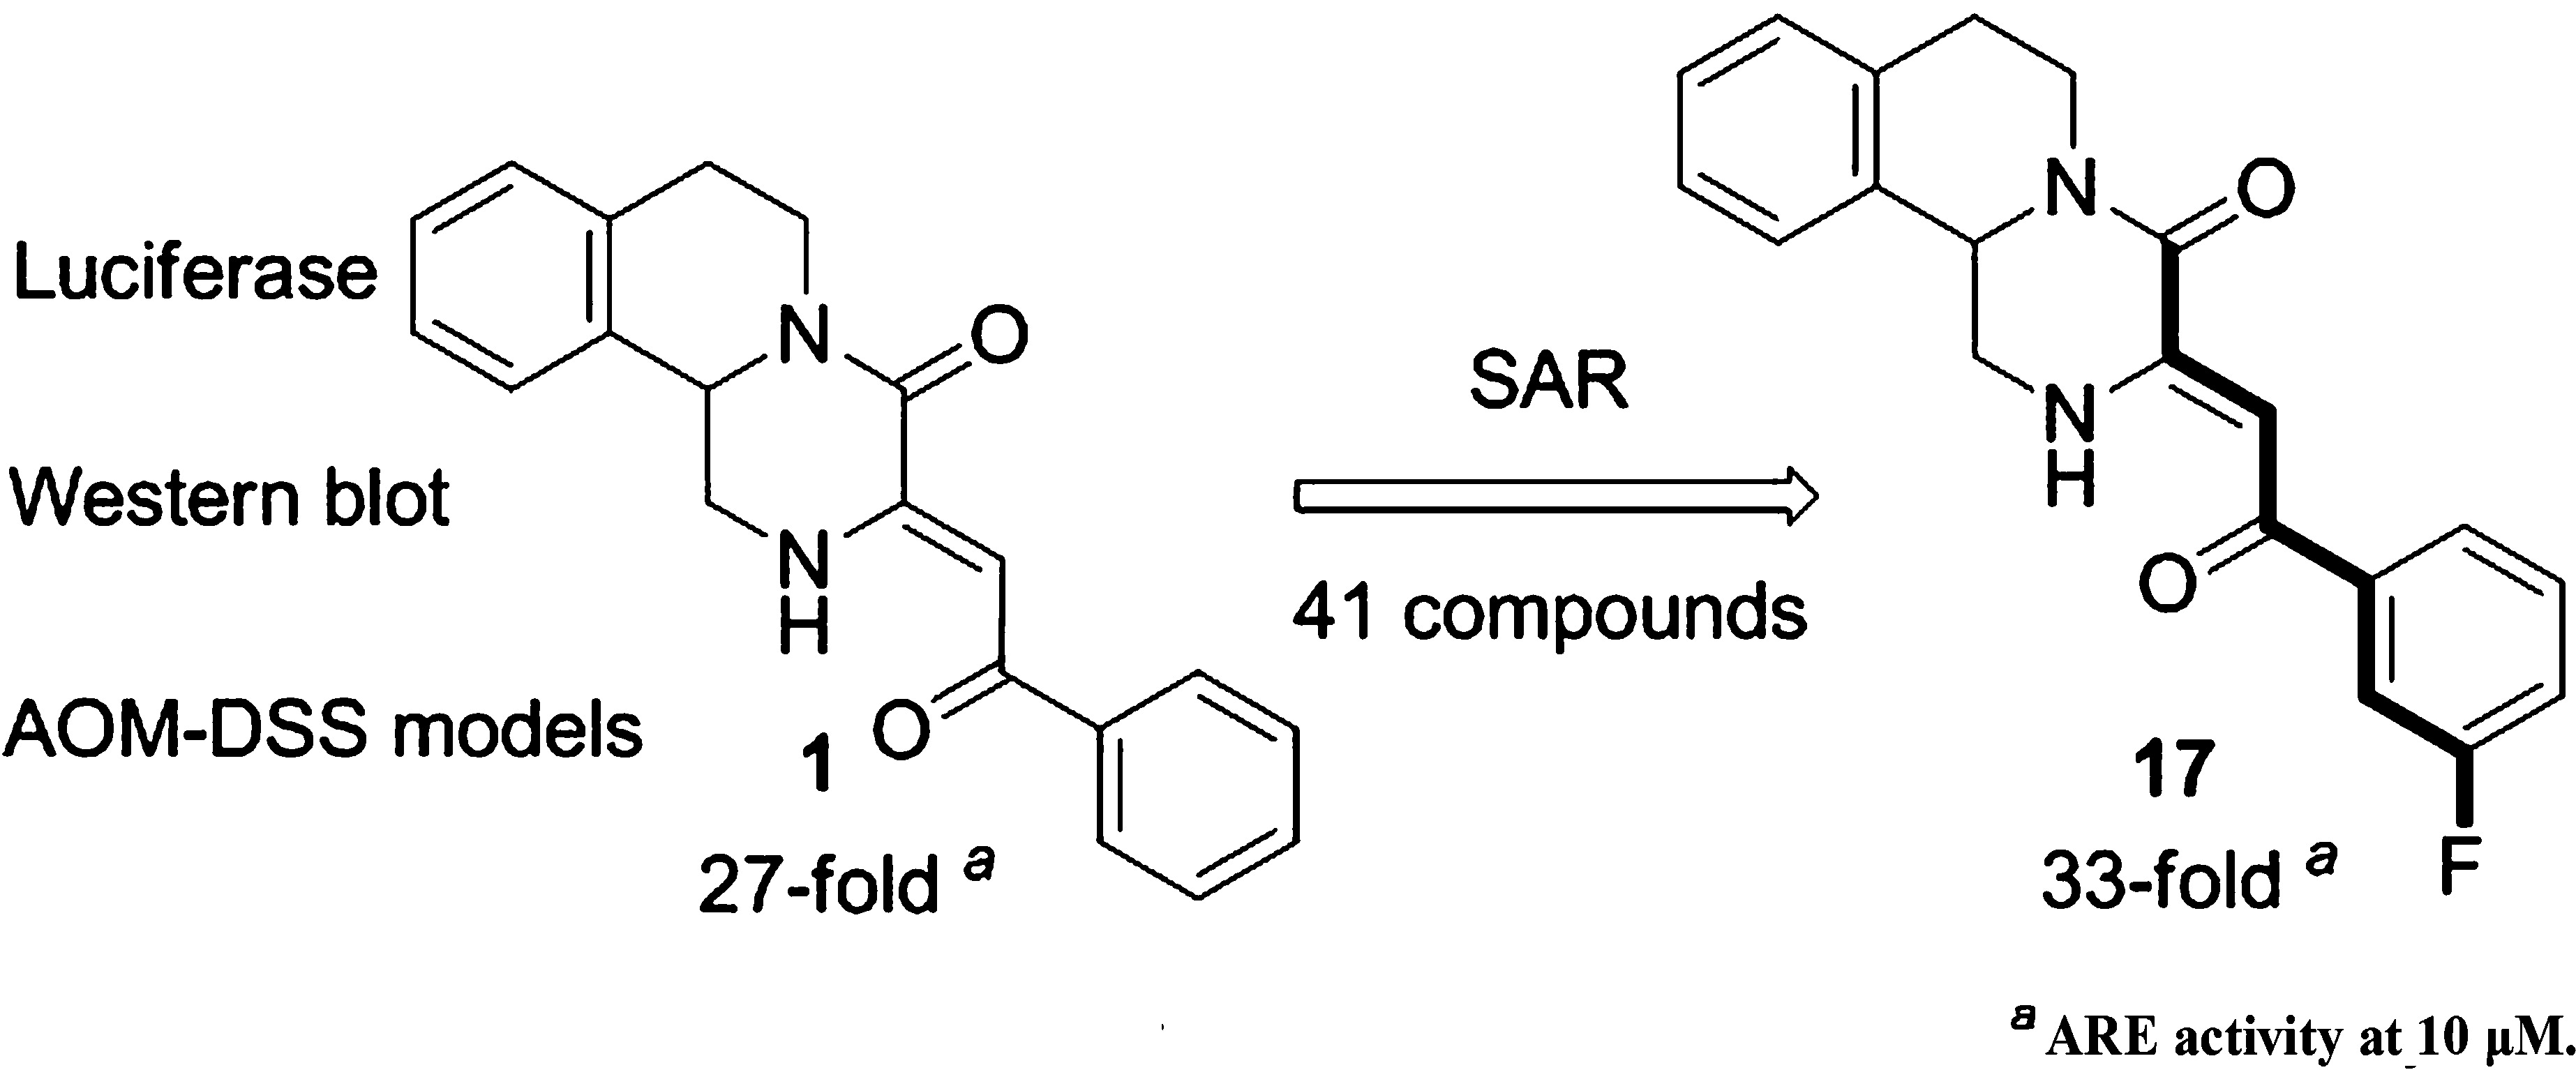 Luciferase
Western blot
AOM-DSS models
N
O
N
H
O
1
27-fold a
SAR
41 compounds
N
O
N
H
O
F
17
33-fold a
a ARE activity at 10 μM.